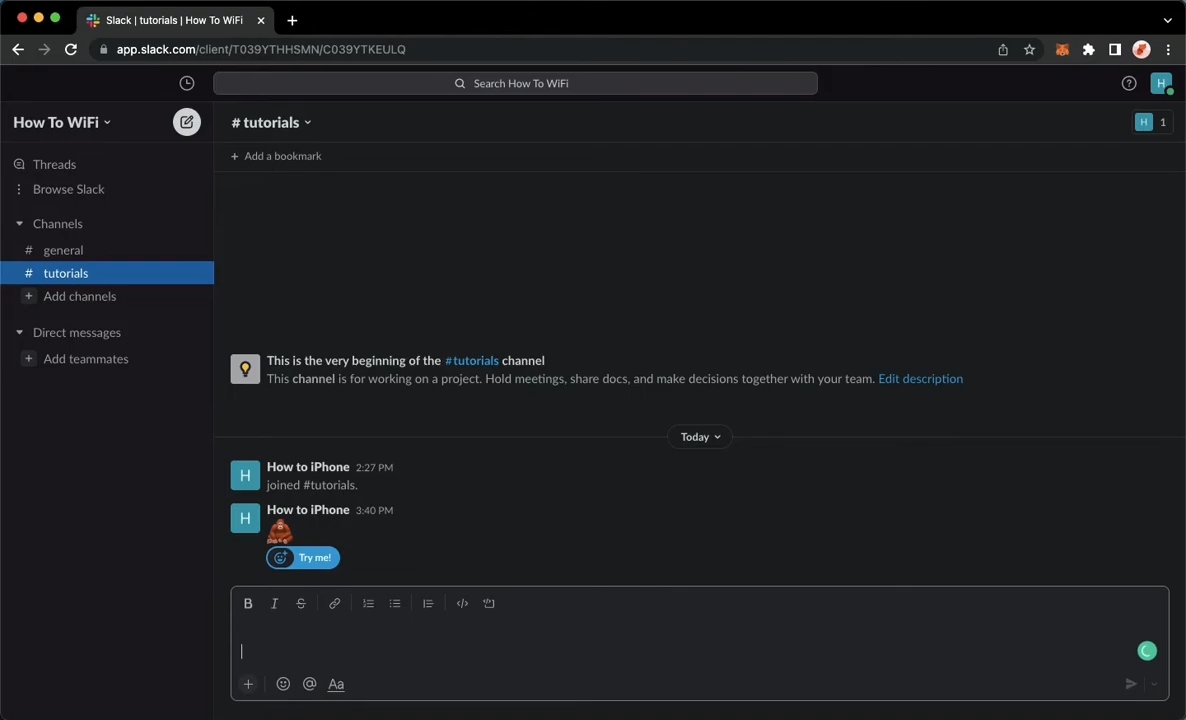 Slack | tutorials | How To WiFi
app.slack.com/client/T039YTHHSMN/C039YTKEULQ
Search How To WiFi
H
How To WiFi
# tutorials
H 1
+ Add a bookmark
Threads
Browse Slack
Channels
# general
# tutorials
+ Add channels
Direct messages
+ Add teammates
This is the very beginning of the #tutorials channel
This channel is for working on a project. Hold meetings, share docs, and make decisions together with your team. Edit description
Today
H
How to iPhone 2:27 PM
joined #tutorials.
H
How to iPhone 3:40 PM
Try me!
B I S
@ Aa